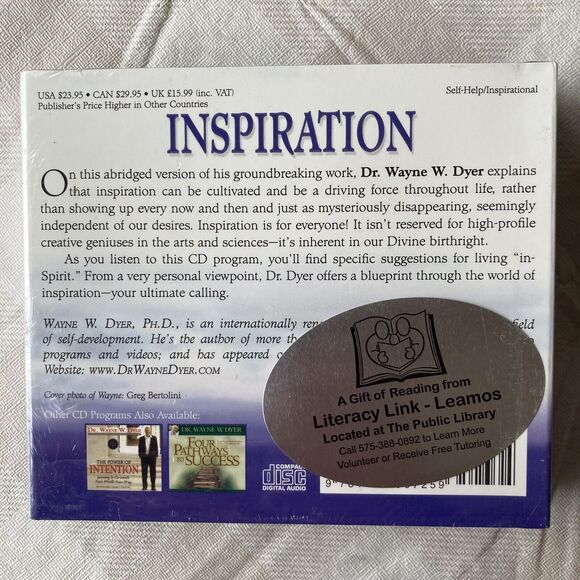 USA $23.95 • CAN $29.95 • UK £15.99 (inc. VAT)
Publisher's Price Higher in Other Countries
Self-Help/Inspirational
INSPIRATION
On this abridged version of his groundbreaking work, Dr. Wayne W. Dyer explains
that inspiration can be cultivated and be a driving force throughout life, rather
than showing up every now and then and just as mysteriously disappearing, seemingly
independent of our desires. Inspiration is for everyone! It isn't reserved for high-profile
creative geniuses in the arts and sciences—it's inherent in our Divine birthright.
As you listen to this CD program, you'll find specific suggestions for living "in-
Spirit." From a very personal viewpoint, Dr. Dyer offers a blueprint through the world of
inspiration—your ultimate calling.
WAYNE W. DYER, PH.D., is an internationally field
of self-development. He's the author of more
programs and videos; and has appeared
Website: WWW.DRWAYNEDYER.COM
Cover photo of Wayne: Greg Bertolini
Other CD Programs Also Available:
DR. WAYNE W. DYER
THE POWER OF
INTENTION
DR. WAYNE W. DYER
FOUR
PATHWAYS
TO SUCCESS
COMPACT
disc
DIGITAL AUDIO
A Gift of Reading from
Literacy Link - Leamos
Located at The Public Library
Call 575-388-0892 to Learn More
Volunteer or Receive Free Tutoring